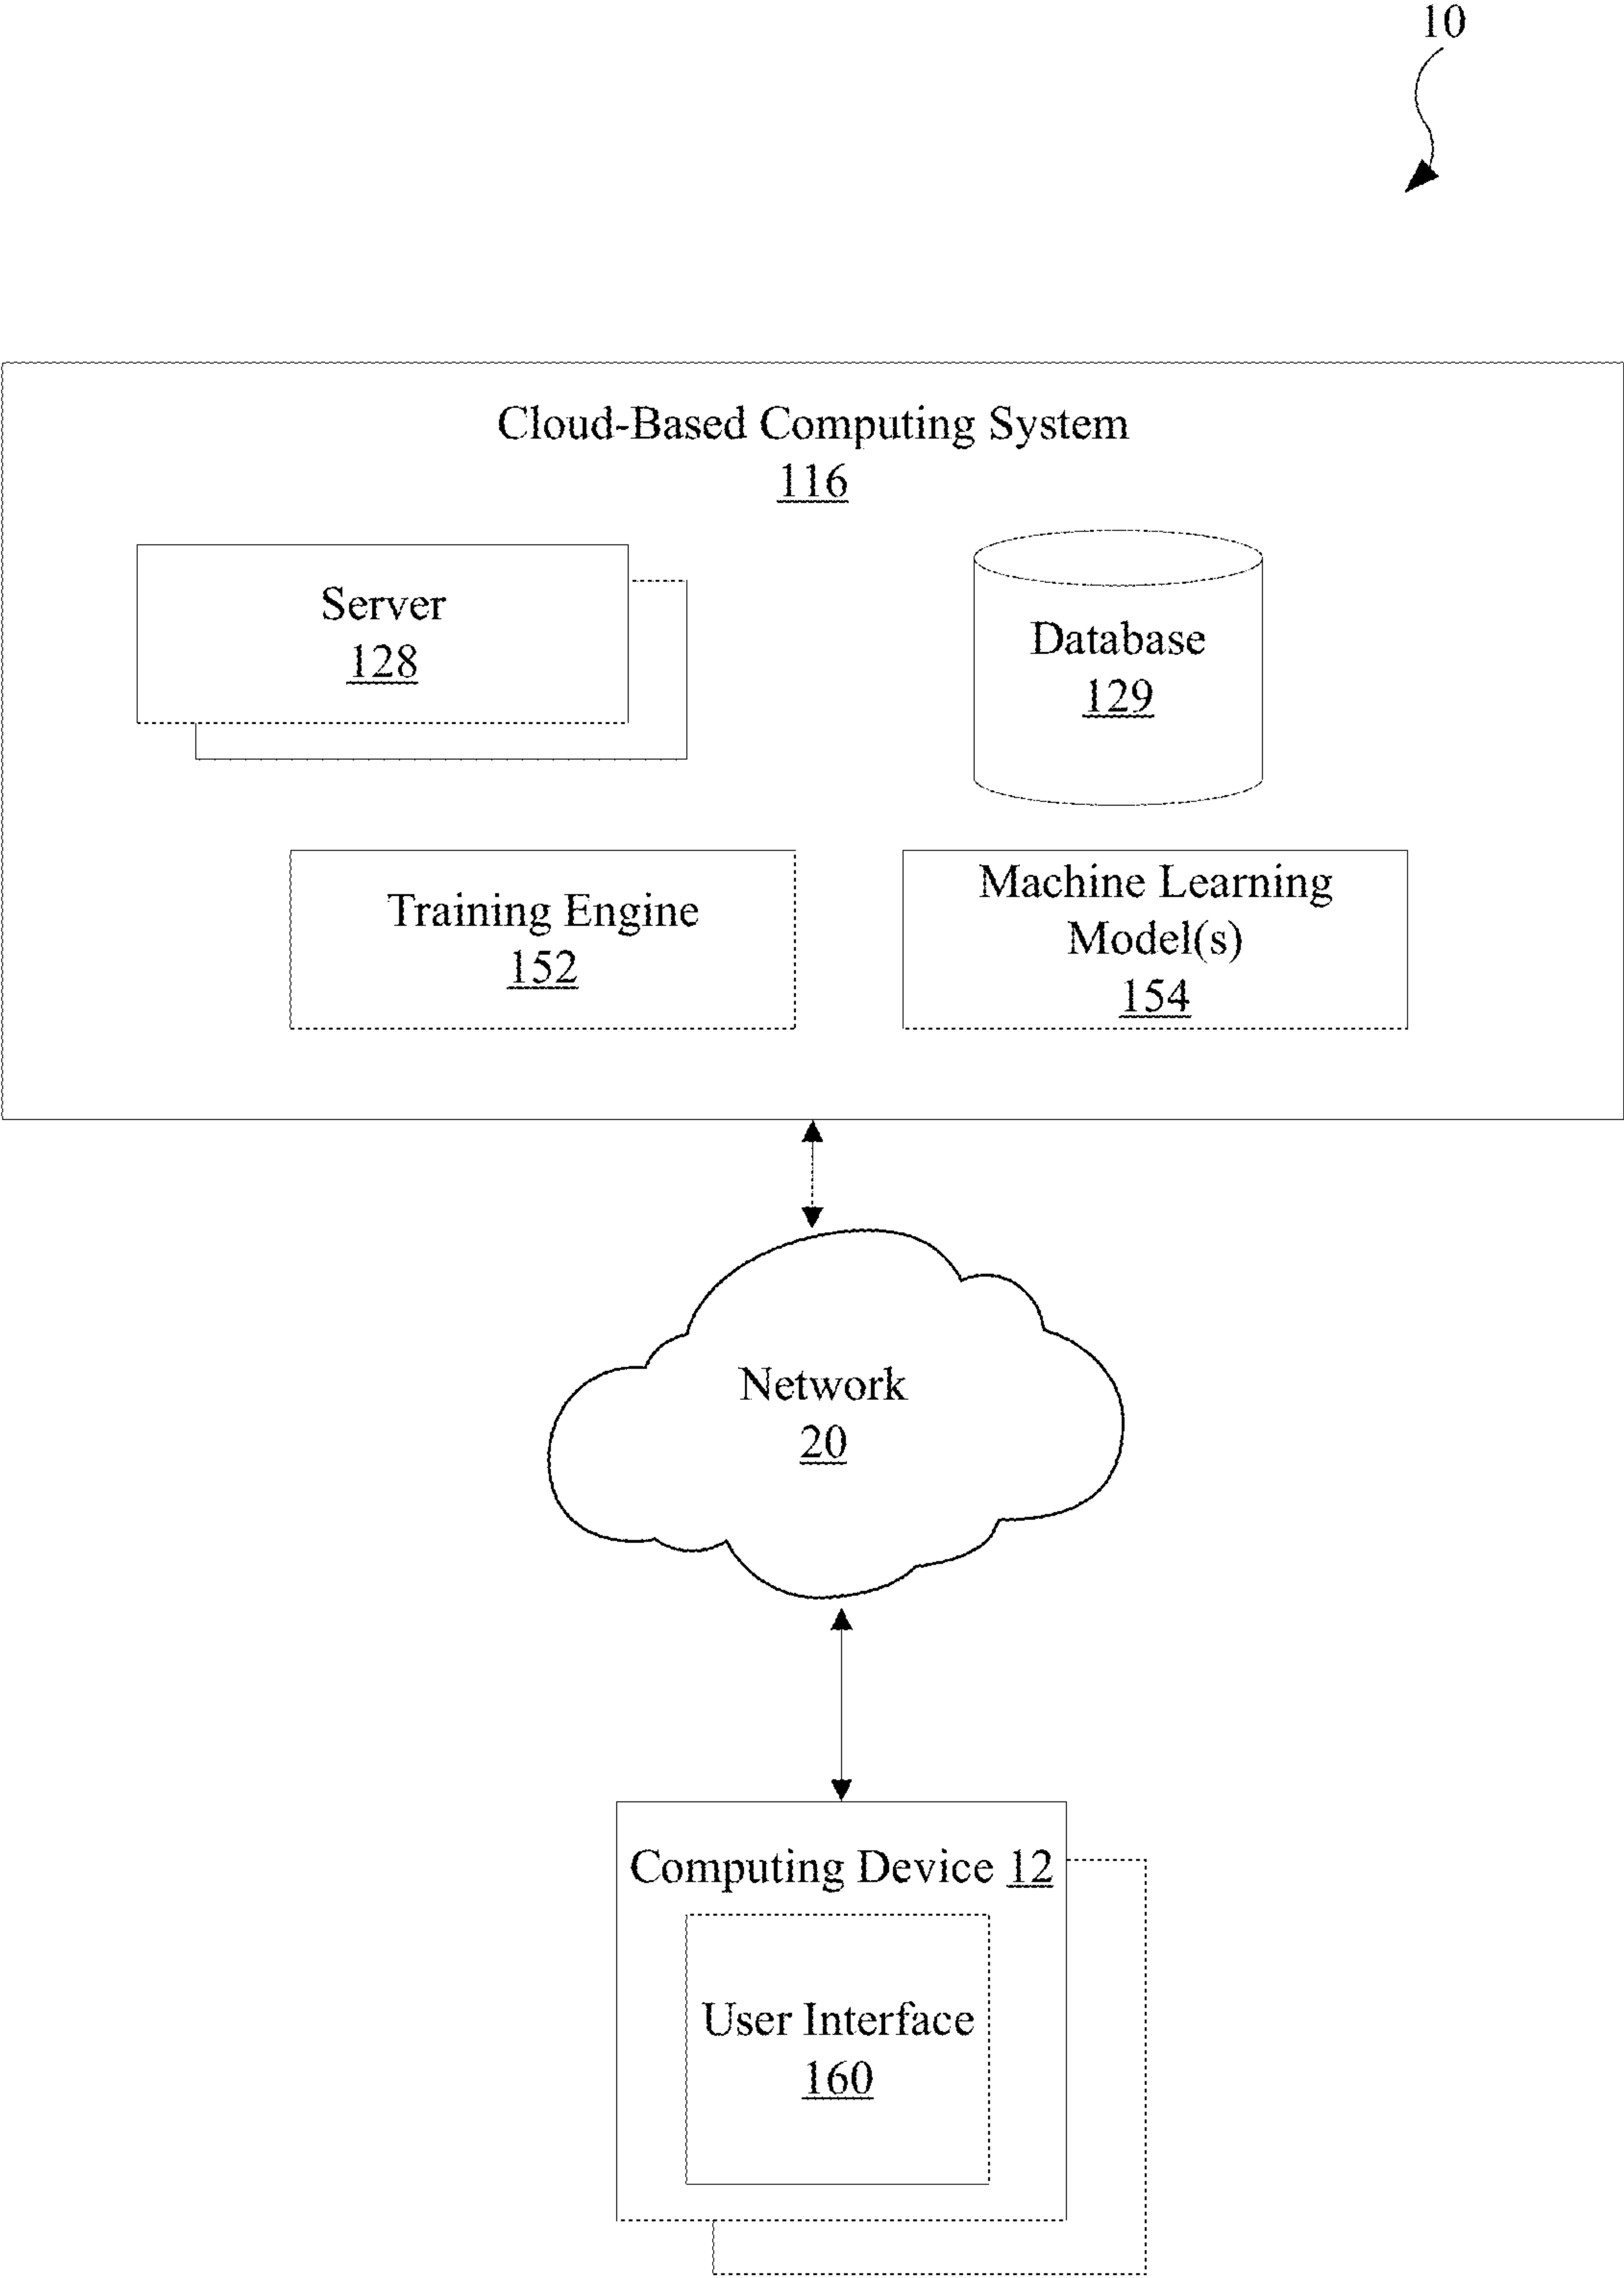 10
Cloud-Based Computing System
116
Server
128
Database
129
Training Engine
152
Machine Learning
Model(s)
154
Network
20
Computing Device 12
User Interface
160